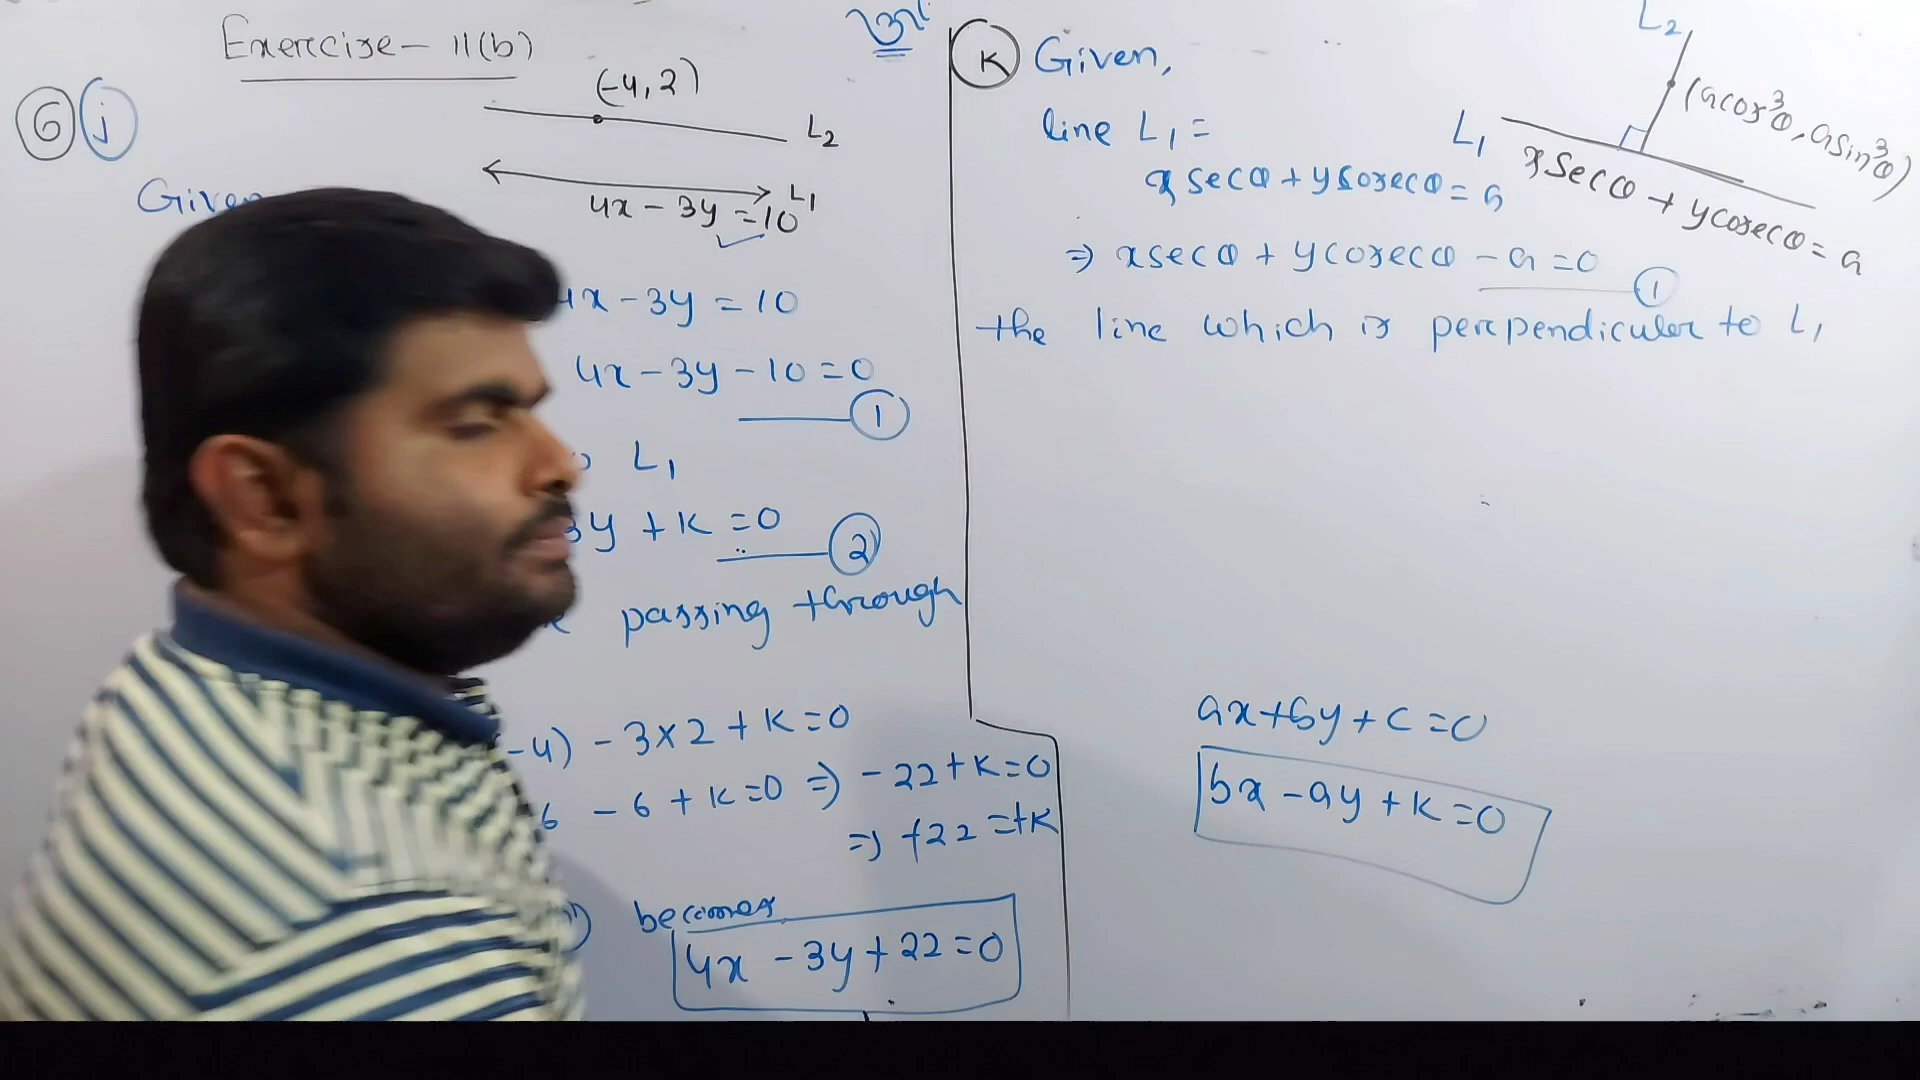 Exercise - 11(b)
6 j
(-4, 2)
L2
L1
4x - 3y = 10
4x - 3y = 10
4x - 3y - 10 = 0
1
L1
3y + K = 0
2
passing through
-4) - 3×2 + K = 0
6 - 6 + K = 0 ⇒ -22 + K = 0
⇒ +22 = +K
becomes
4x - 3y + 22 = 0
K Given,
line L1 =
x secθ + y cosecθ = a
⇒ x secθ + y cosecθ - a = 0
1
the line which is perpendicular to L1
L2
(acos³θ, asin³θ)
L1
x secθ + y cosecθ = a
ax + by + c = 0
bx - ay + K = 0